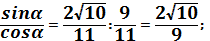 sinα/cosα = 2√10/11 : 9/11 = 2√10/9 ;